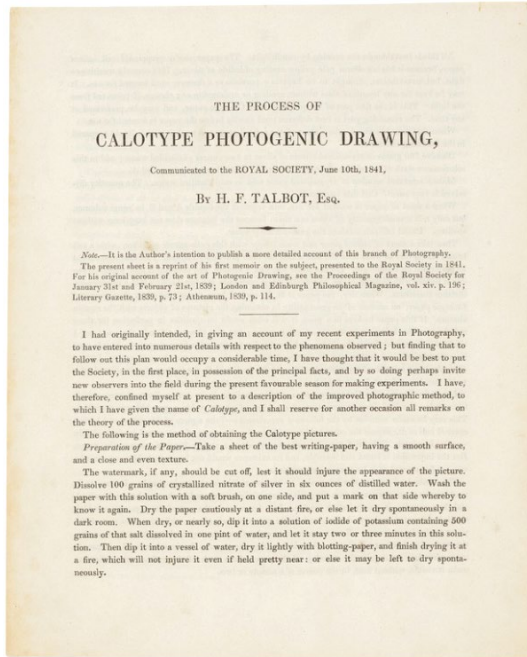 THE PROCESS OF
CALOTYPE PHOTOGENIC DRAWING,
Communicated to the ROYAL SOCIETY, June 10th, 1841,
By H. F. TALBOT, Esq.
Note.—It is the Author's intention to publish a more detailed account of this branch of Photography.
The present sheet is a reprint of his first memoir on the subject, presented to the Royal Society in 1841.
For his original account of the art of Photogenic Drawing, see the Proceedings of the Royal Society for
January 31st and February 21st, 1839; London and Edinburgh Philosophical Magazine, vol. xiv. p. 196;
Literary Gazette, 1839, p. 73; Athenæum, 1839, p. 114.
I had originally intended, in giving an account of my recent experiments in Photography,
to have entered into numerous details with respect to the phenomena observed; but finding that to
follow out this plan would occupy a considerable time, I have thought that it would be best to put
the Society, in the first place, in possession of the principal facts, and by so doing perhaps invite
new observers into the field during the present favourable season for making experiments. I have,
therefore, confined myself at present to a description of the improved photographic method, to
which I have given the name of Calotype, and I shall reserve for another occasion all remarks on
the theory of the process.
The following is the method of obtaining the Calotype pictures.
Preparation of the Paper.—Take a sheet of the best writing-paper, having a smooth surface,
and a close and even texture.
The watermark, if any, should be cut off, lest it should injure the appearance of the picture.
Dissolve 100 grains of crystallized nitrate of silver in six ounces of distilled water. Wash the
paper with this solution with a soft brush, on one side, and put a mark on that side whereby to
know it again. Dry the paper cautiously at a distant fire, or else let it dry spontaneously in a
dark room. When dry, or nearly so, dip it into a solution of iodide of potassium containing 500
grains of that salt dissolved in one pint of water, and let it stay two or three minutes in this solu-
tion. Then dip it into a vessel of water, dry it lightly with blotting-paper, and finish drying it at
a fire, which will not injure it even if held pretty near: or else it may be left to dry sponta-
neously.